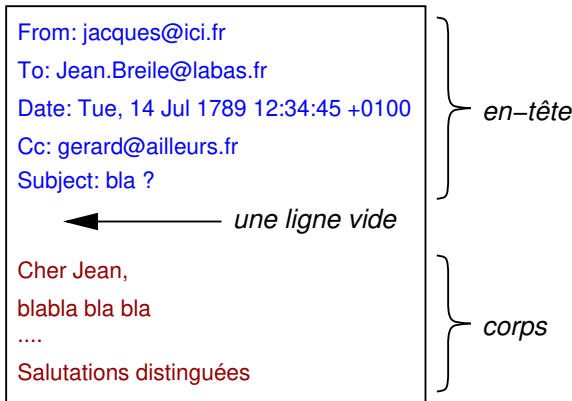 From: jacques@ici.fr
To: Jean.Breile@labas.fr
Date: Tue, 14 Jul 1789 12:34:45 +0100
en−tête
Cc: gerard@ailleurs.fr
Subject: bla ?
une ligne vide
Cher Jean,
blabla bla bla
corps
....
Salutations distinguées